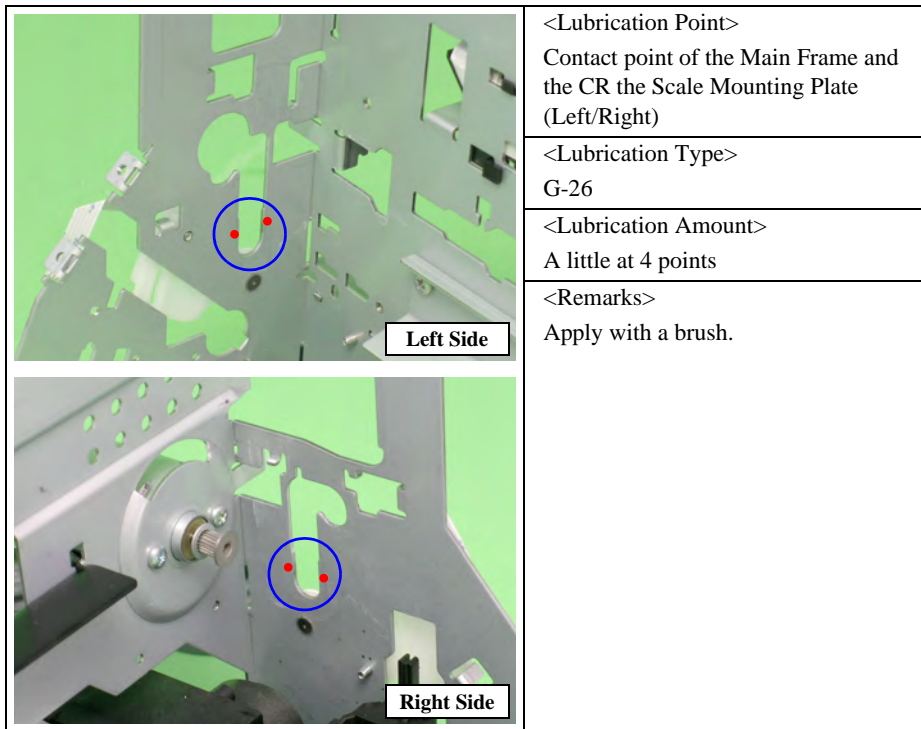 Left Side
Right Side
<Lubrication Point>
Contact point of the Main Frame and
the CR the Scale Mounting Plate
(Left/Right)
<Lubrication Type>
G-26
<Lubrication Amount>
A little at 4 points
<Remarks>
Apply with a brush.